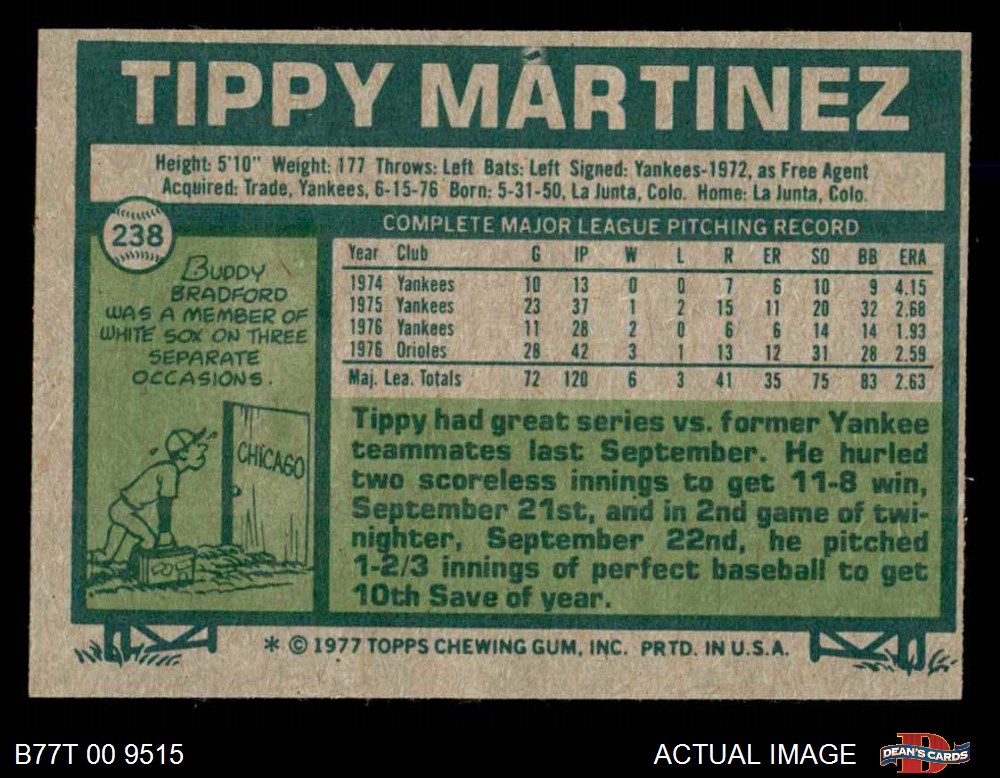 TIPPY MARTINEZ
Height: 5'10" Weight: 177 Throws: Left Bats: Left Signed: Yankees-1972, as Free Agent
Acquired: Trade, Yankees, 6-15-76 Born: 5-31-50, La Junta, Colo. Home: La Junta, Colo.
238
BUDDY
BRADFORD
WAS A MEMBER OF
WHITE SOX ON THREE
SEPARATE
OCCASIONS.
CHICAGO
COMPLETE MAJOR LEAGUE PITCHING RECORD
Year Club G IP W L R ER SO BB ERA
1974 Yankees 10 13 0 0 7 6 10 9 4.15
1975 Yankees 23 37 1 2 15 11 20 32 2.68
1976 Yankees 11 28 2 0 6 6 14 14 1.93
1976 Orioles 28 42 3 1 13 12 31 28 2.59
Maj. Lea. Totals 72 120 6 3 41 35 75 83 2.63
Tippy had great series vs. former Yankee
teammates last September. He hurled
two scoreless innings to get 11-8 win,
September 21st, and in 2nd game of twi-
nighter, September 22nd, he pitched
1-2/3 innings of perfect baseball to get
10th Save of year.
* © 1977 TOPPS CHEWING GUM, INC. PRTD. IN U.S.A.
B77T 00 9515
ACTUAL IMAGE
D
DEAN'S CARDS